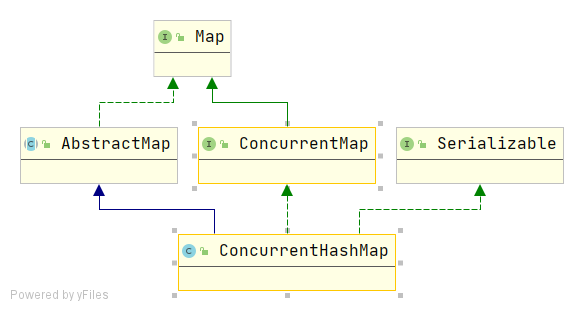 I Map
C AbstractMap
I ConcurrentMap
I Serializable
C ConcurrentHashMap
Powered by yFiles